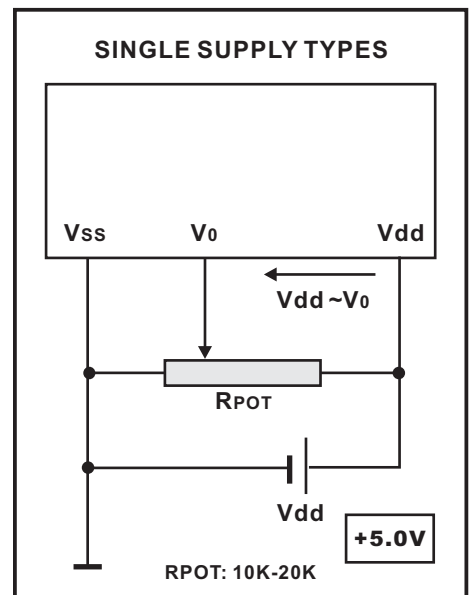 SINGLE SUPPLY TYPES
Vss V0 Vdd
Vdd ~V0
RPOT
Vdd
+5.0V
RPOT: 10K-20K